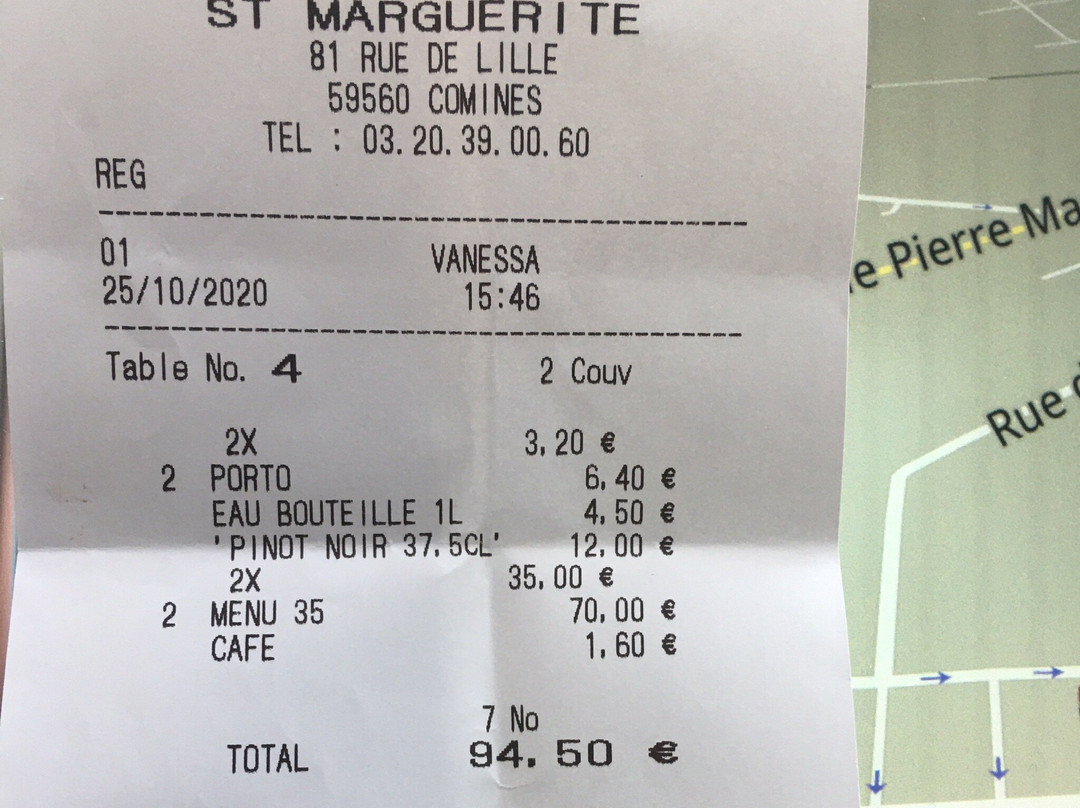 ST MARGUERITE
81 RUE DE LILLE
59560 COMINES
TEL : 03.20.39.00.60
REG
01 VANESSA
25/10/2020 15:46
Table No. 4 2 Couv
2X 3,20 €
2 PORTO 6,40 €
EAU BOUTEILLE 1L 4,50 €
'PINOT NOIR 37.5CL' 12,00 €
2X 35,00 €
2 MENU 35 70,00 €
CAFE 1,60 €
7 No
TOTAL 94.50 €
Pierre
Rue